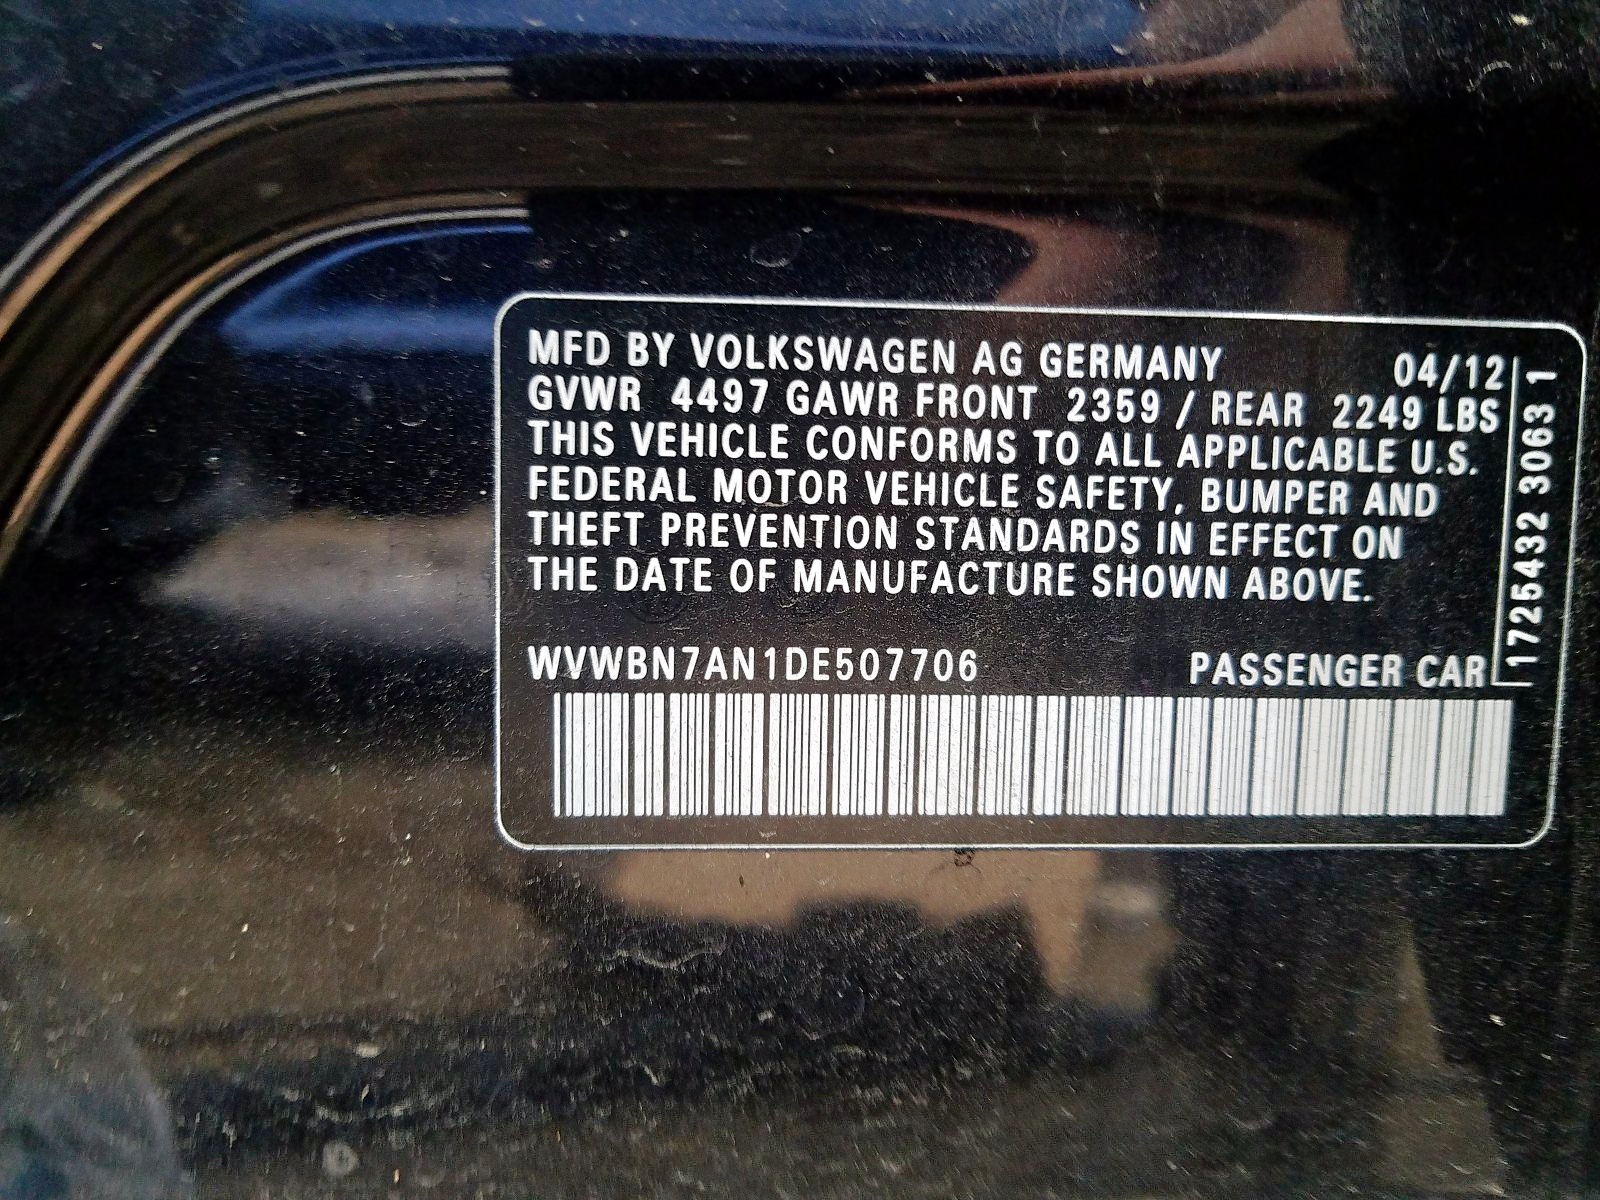 MFD BY VOLKSWAGEN AG GERMANY 04/12
GVWR 4497 GAWR FRONT 2359 / REAR 2249 LBS
THIS VEHICLE CONFORMS TO ALL APPLICABLE U.S.
FEDERAL MOTOR VEHICLE SAFETY, BUMPER AND
THEFT PREVENTION STANDARDS IN EFFECT ON
THE DATE OF MANUFACTURE SHOWN ABOVE.
WVWBN7AN1DE507706 PASSENGER CAR
1725432 3063 1